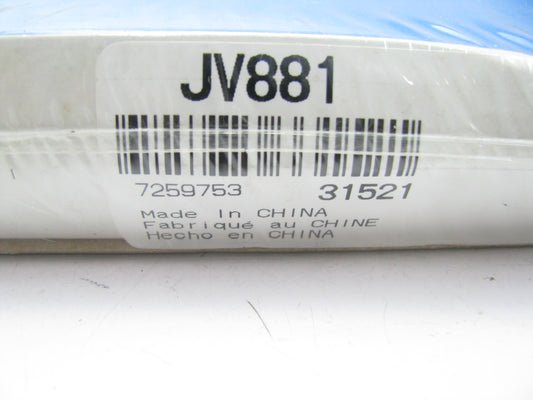 JV881
7259753 31521
Made In CHINA
Fabriqué au CHINE
Hecho en CHINA